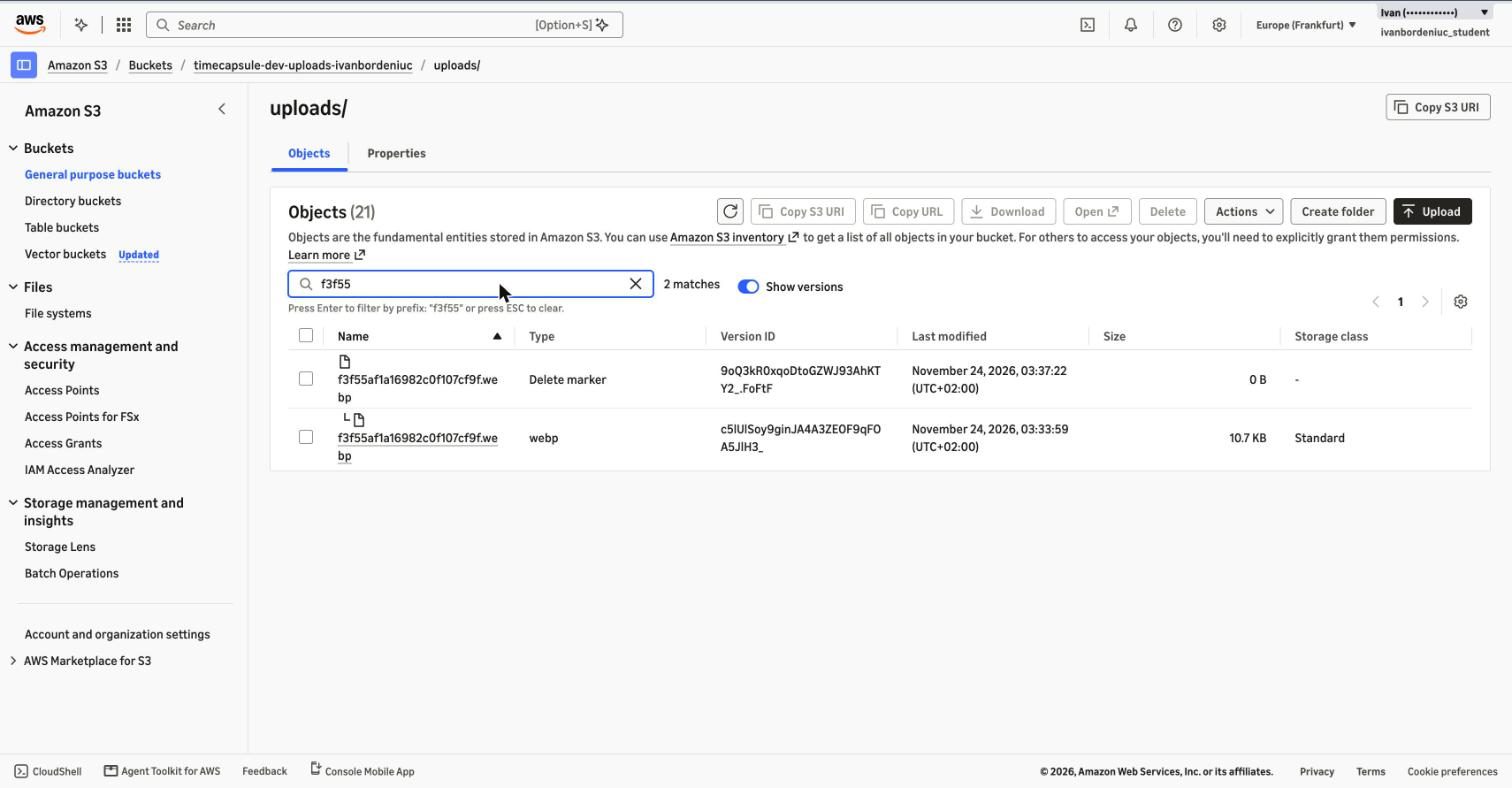 aws
Search [Option+S]
Europe (Frankfurt)
Ivan (••••••••••••)
ivanbordeniuc_student
Amazon S3 / Buckets / timecapsule-dev-uploads-ivanbordeniuc / uploads/
Amazon S3
Buckets
General purpose buckets
Directory buckets
Table buckets
Vector buckets Updated
Files
File systems
Access management and
security
Access Points
Access Points for FSx
Access Grants
IAM Access Analyzer
Storage management and
insights
Storage Lens
Batch Operations
Account and organization settings
AWS Marketplace for S3
uploads/
Copy S3 URI
Objects Properties
Objects (21)
Copy S3 URI Copy URL Download Open Delete Actions Create folder Upload
Objects are the fundamental entities stored in Amazon S3. You can use Amazon S3 inventory to get a list of all objects in your bucket. For others to access your objects, you'll need to explicitly grant them permissions.
Learn more
f3f55 2 matches Show versions
1
Press Enter to filter by prefix: "f3f55" or press ESC to clear.
Name Type Version ID Last modified Size Storage class
f3f55af1a16982c0f107cf9f.we
bp
Delete marker
9oQ3kR0xqoDtoGZWJ93AhKT
Y2_.FoFtF
November 24, 2026, 03:37:22
(UTC+02:00)
0 B
-
f3f55af1a16982c0f107cf9f.we
bp
webp
c5IUlSoy9ginJA4A3ZEOF9qFO
A5JIH3_
November 24, 2026, 03:33:59
(UTC+02:00)
10.7 KB
Standard
CloudShell Agent Toolkit for AWS Feedback Console Mobile App
© 2026, Amazon Web Services, Inc. or its affiliates. Privacy Terms Cookie preferences